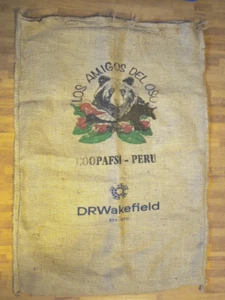 LOS AMIGOS DEL OSO
COOPAFSI - PERU
DRWakefield